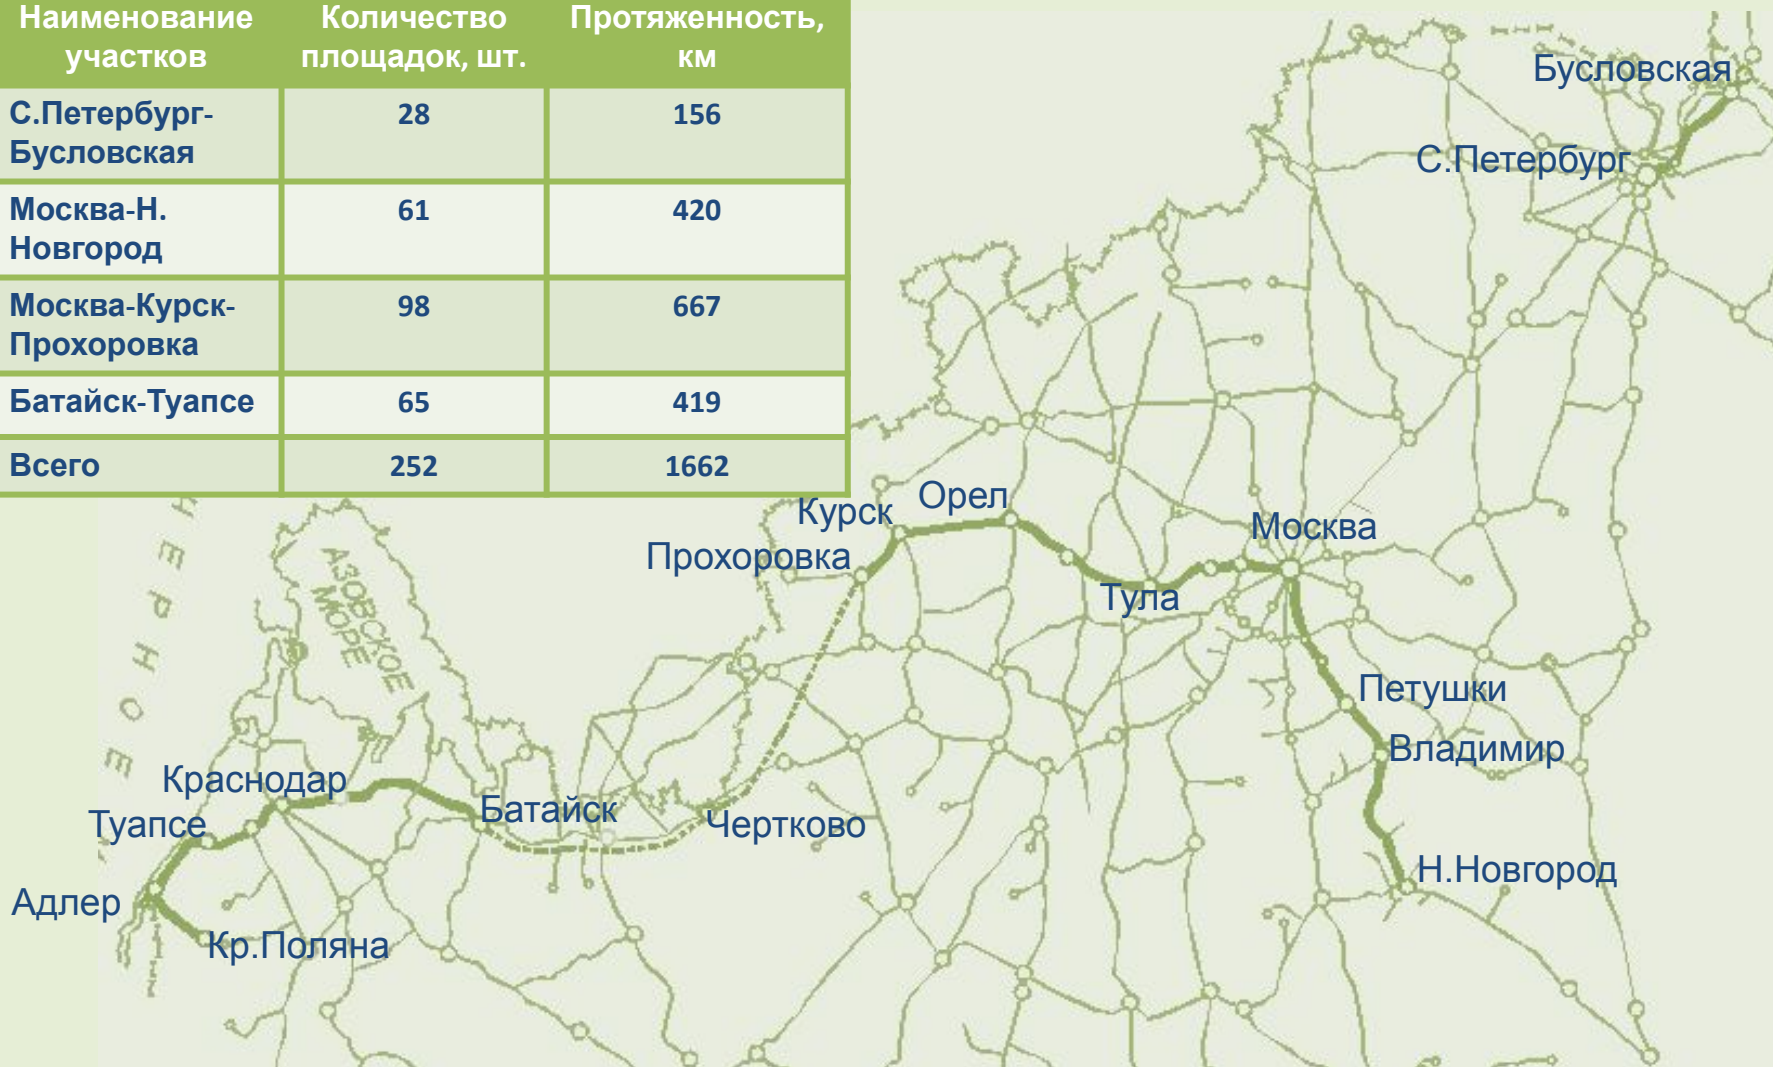 Наименование участков
Количество площадок, шт.
Протяженность, км
С.Петербург-Бусловская
28
156
Москва-Н. Новгород
61
420
Москва-Курск-Прохоровка
98
667
Батайск-Туапсе
65
419
Всего
252
1662
Бусловская
С.Петербург
Орел
Курск
Москва
Прохоровка
Тула
АЗОВСКОЕ
МОРЕ
ЧЕРНОЕ
Петушки
Владимир
Краснодар
Батайск
Туапсе
Чертково
Н.Новгород
Адлер
Кр.Поляна